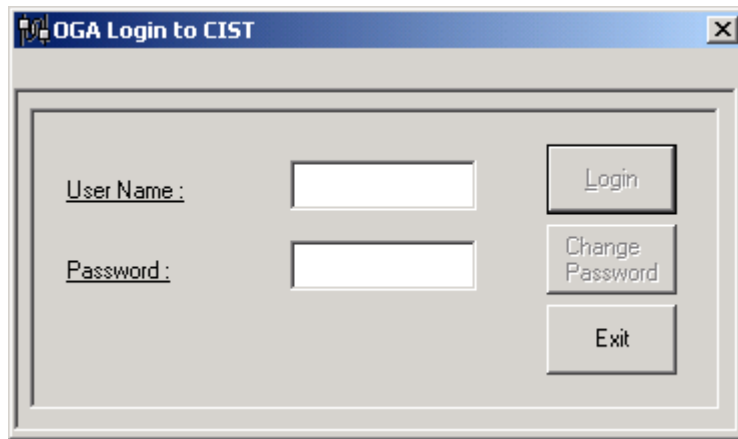 OGA Login to CIST
User Name :
Login
Password :
Change
Password
Exit